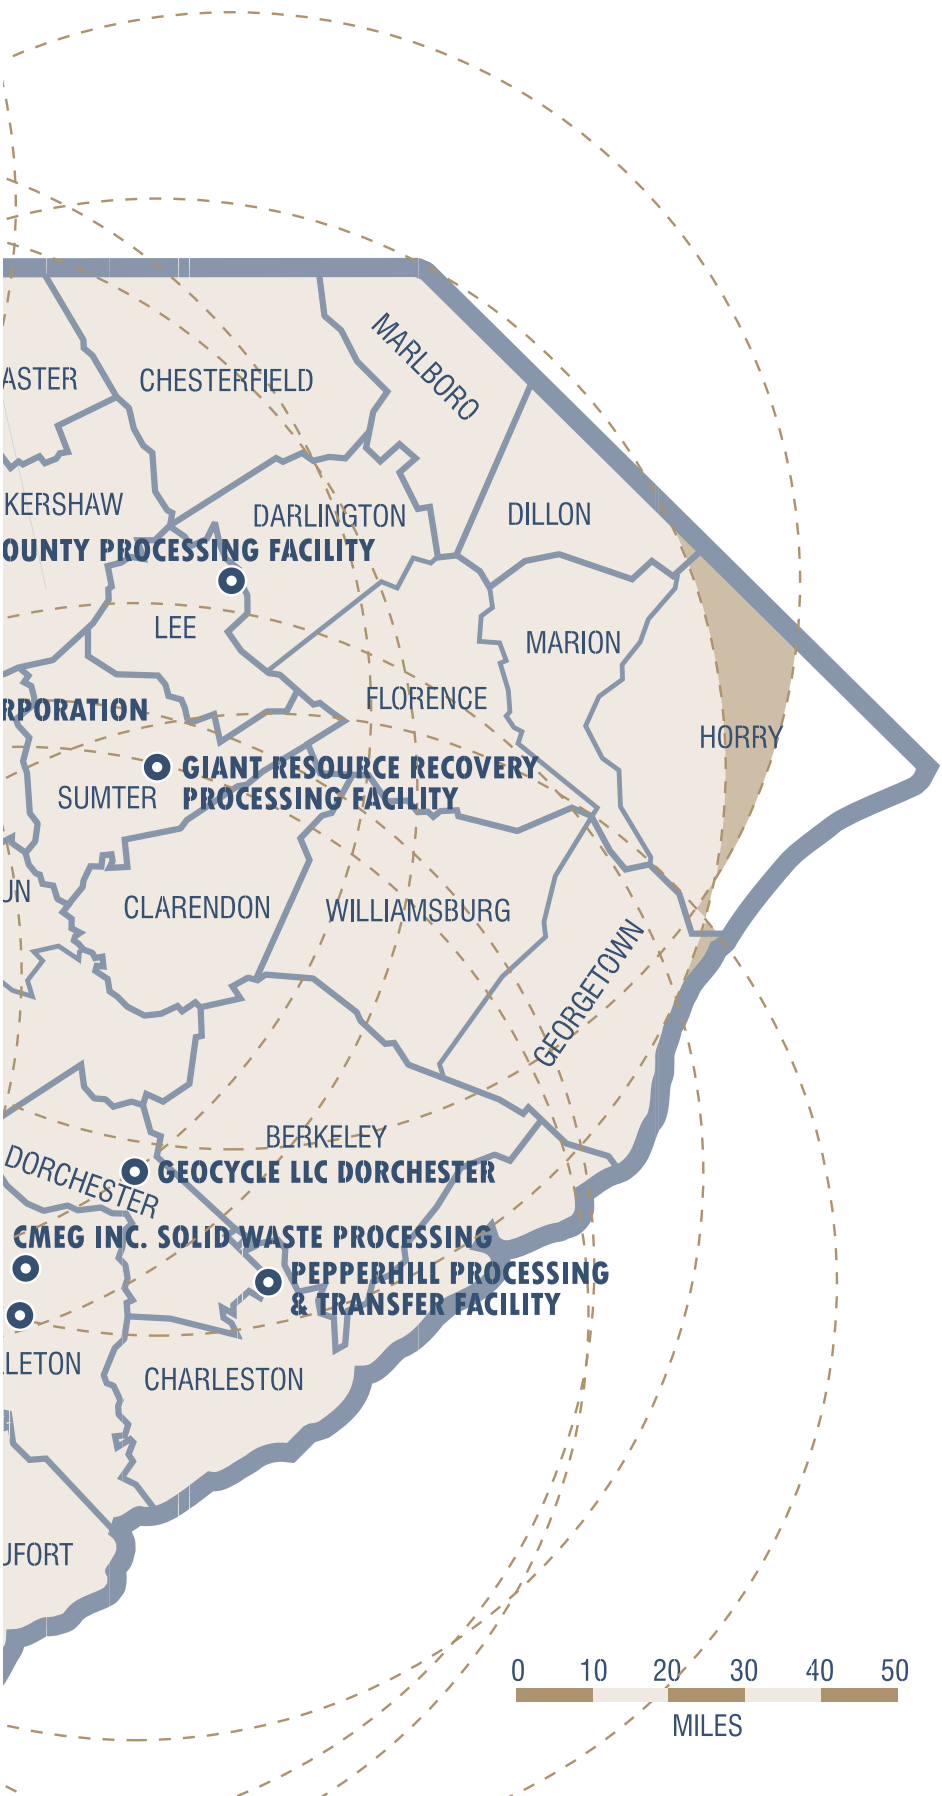 MARLBORO
ASTER
CHESTERFIELD
KERSHAW
DARLINGTON
DILLON
OUNTY PROCESSING FACILITY
LEE
MARION
FLORENCE
RPORATION
HORRY
GIANT RESOURCE RECOVERY
PROCESSING FACILITY
SUMTER
UN
CLARENDON
WILLIAMSBURG
GEORGETOWN
BERKELEY
DORCHESTER
GEOCYCLE LLC DORCHESTER
CMEG INC. SOLID WASTE PROCESSING
PEPPERHILL PROCESSING
& TRANSFER FACILITY
LLETON
CHARLESTON
UFORT
0 10 20 30 40 50
MILES